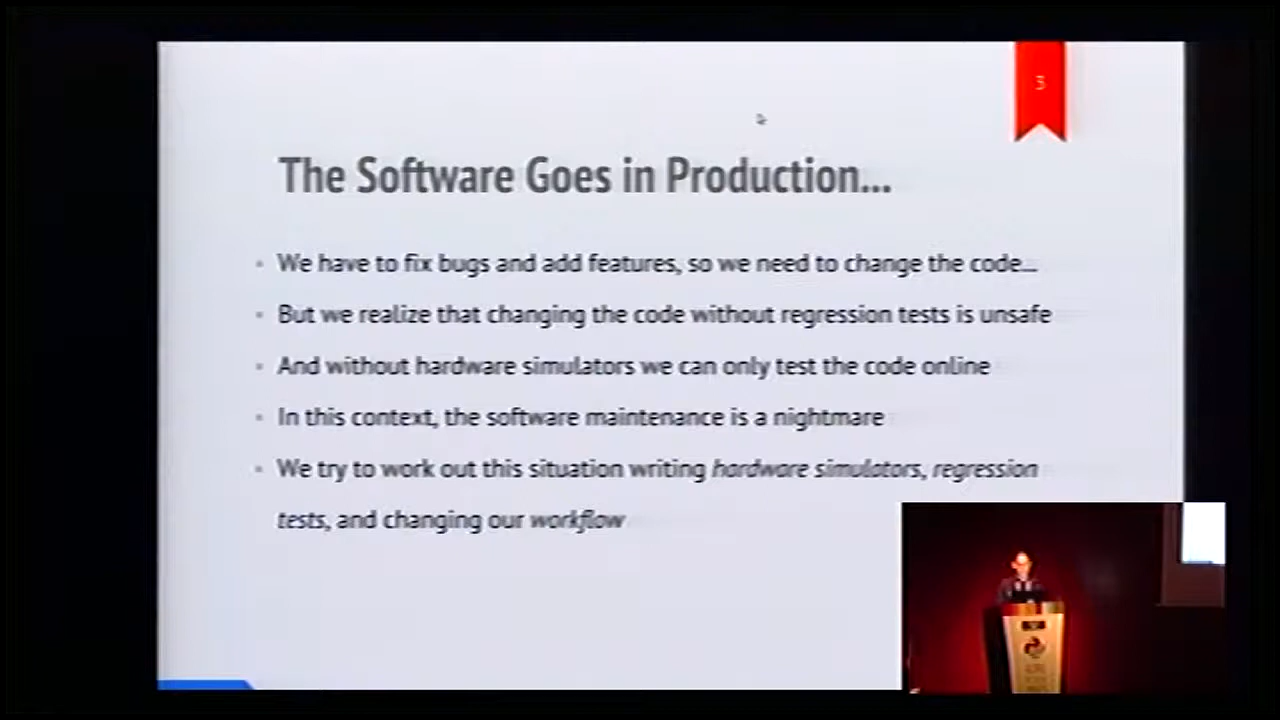 3
The Software Goes in Production...
We have to fix bugs and add features, so we need to change the code...
But we realize that changing the code without regression tests is unsafe
And without hardware simulators we can only test the code online
In this context, the software maintenance is a nightmare
We try to work out this situation writing hardware simulators, regression
tests, and changing our workflow